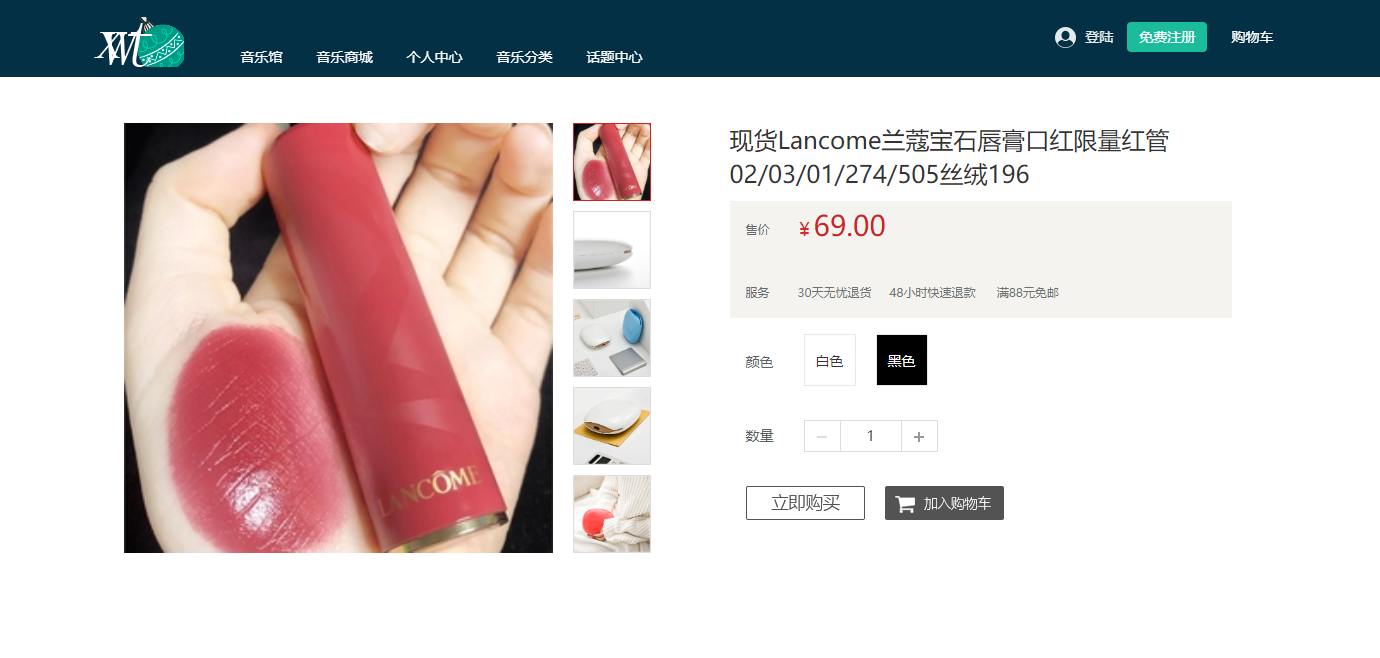 XWt
音乐馆 音乐商城 个人中心 音乐分类 话题中心
登陆 免费注册 购物车
现货Lancome兰蔻宝石唇膏口红限量红管
02/03/01/274/505丝绒196
售价 ¥69.00
服务 30天无忧退货 48小时快速退款 满88元免邮
颜色 白色 黑色
数量 − 1 +
立即购买 加入购物车
LANCÔME